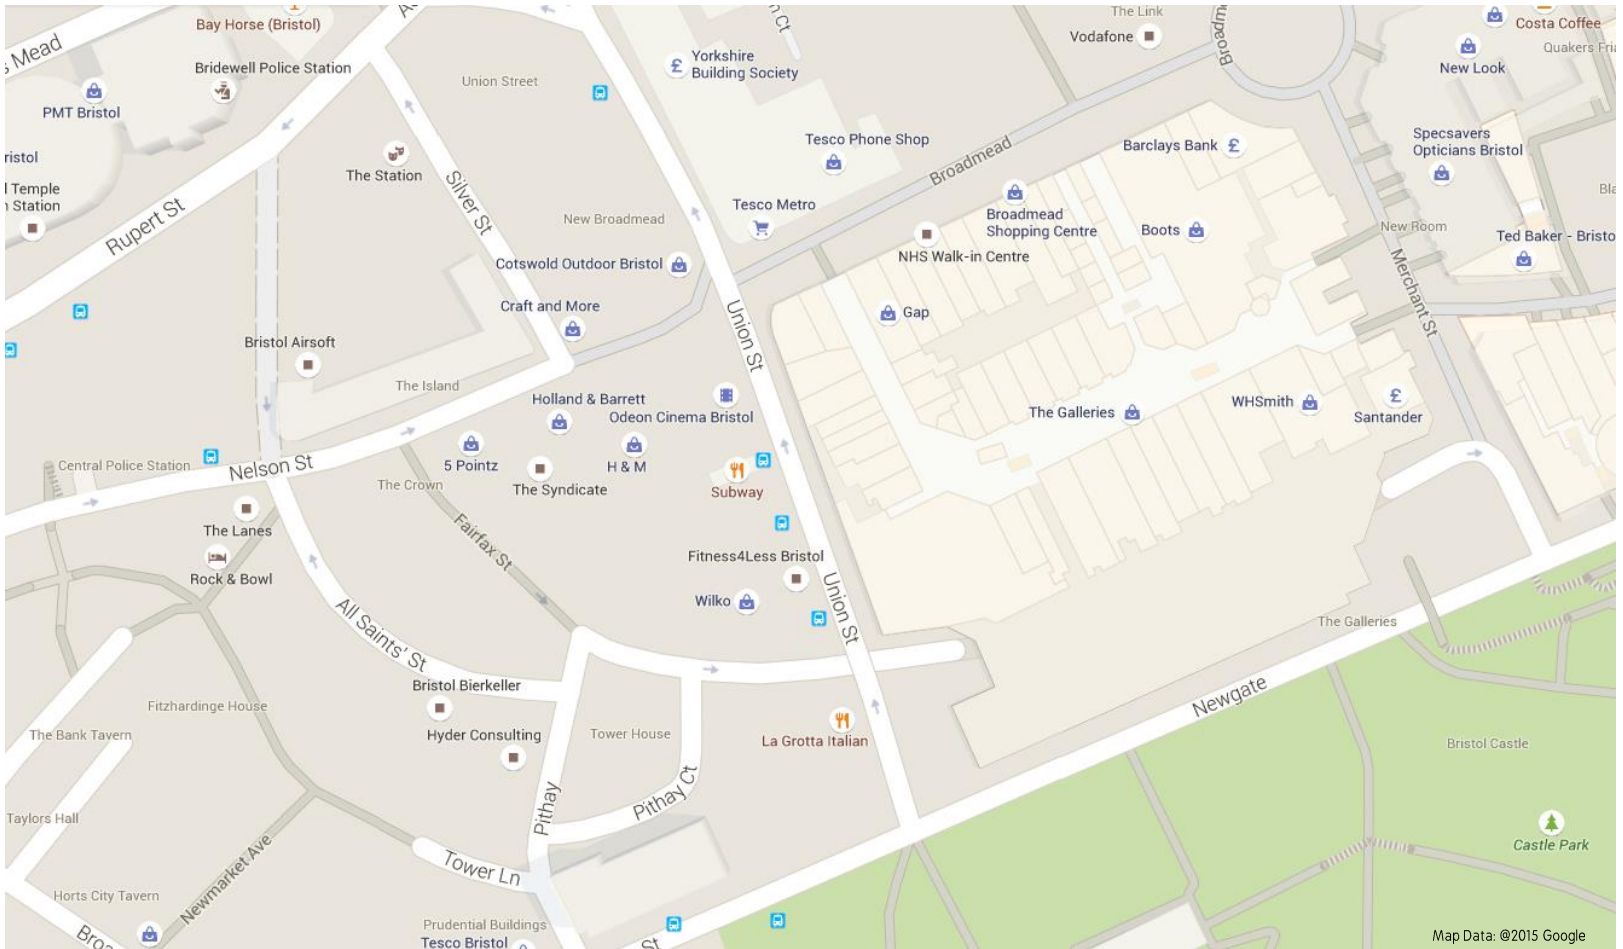 Bay Horse (Bristol)
s Mead
Bridewell Police Station
PMT Bristol
Union Street
Yorkshire
Building Society
n Ct
The Link
Vodafone
Broadm
Costa Coffee
Quakers Fria
New Look
Tesco Phone Shop
Broadmead
Barclays Bank
Specsavers
Opticians Bristol
ristol
l Temple
n Station
The Station
Silver St
Rupert St
New Broadmead
Tesco Metro
Broadmead
Shopping Centre
NHS Walk-in Centre
Boots
New Room
Ted Baker - Bristo
Cotswold Outdoor Bristol
Craft and More
Union St
Gap
Merchant St
Bristol Airsoft
The Island
Holland & Barrett
Odeon Cinema Bristol
The Galleries
WHSmith
Santander
Central Police Station
Nelson St
5 Pointz
H & M
The Crown
The Syndicate
Subway
The Lanes
Rock & Bowl
Fairfax St
Fitness4Less Bristol
Wilko
Union St
All Saints' St
The Galleries
Newgate
Bristol Bierkeller
Fitzhardinge House
Hyder Consulting
Tower House
La Grotta Italian
The Bank Tavern
Bristol Castle
Pithay
Pithay Ct
Taylors Hall
Castle Park
Newmarket Ave
Tower Ln
Horts City Tavern
Broa
Prudential Buildings
Tesco Bristol
St
Map Data: @2015 Google